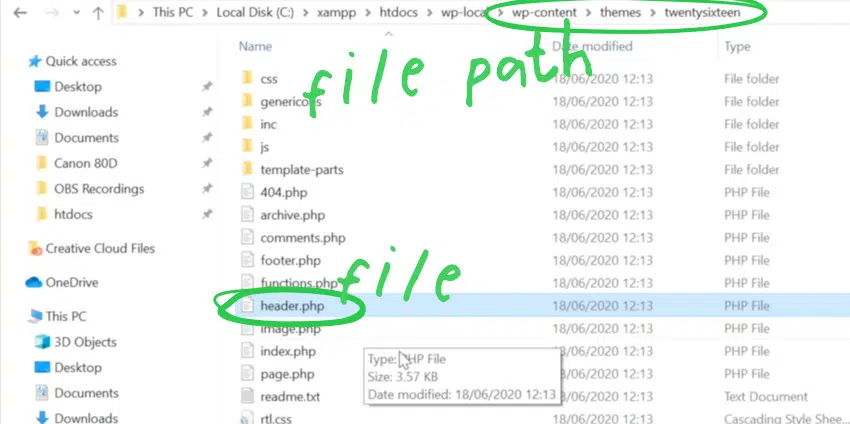 This PC > Local Disk (C:) > xampp > htdocs > wp-local > wp-content > themes > twentysixteen
Name Date modified Type
file path
Quick access
Desktop
Downloads
Documents
Canon 80D
OBS Recordings
htdocs
Creative Cloud Files
OneDrive
This PC
3D Objects
Desktop
Documents
Downloads
css 18/06/2020 12:13 File folder
genericons 18/06/2020 12:13 File folder
inc 18/06/2020 12:13 File folder
js 18/06/2020 12:13 File folder
template-parts 18/06/2020 12:13 File folder
404.php 18/06/2020 12:13 PHP File
archive.php 18/06/2020 12:13 PHP File
comments.php 18/06/2020 12:13 PHP File
footer.php 18/06/2020 12:13 PHP File
functions.php 18/06/2020 12:13 PHP File
file
header.php 18/06/2020 12:13 PHP File
image.php 18/06/2020 12:13 PHP File
index.php 18/06/2020 12:13 PHP File
page.php 18/06/2020 12:13 PHP File
readme.txt 18/06/2020 12:13 Text Document
rtl.css 18/06/2020 12:13 Cascading Style Shee...
Type: PHP File
Size: 3.57 KB
Date modified: 18/06/2020 12:13